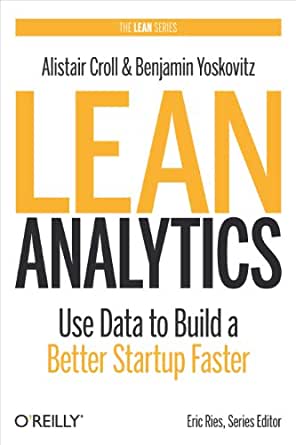 THE LEAN SERIES
Alistair Croll & Benjamin Yoskovitz
LEAN
ANALYTICS
Use Data to Build a
Better Startup Faster
O'REILLY®
Eric Ries, Series Editor